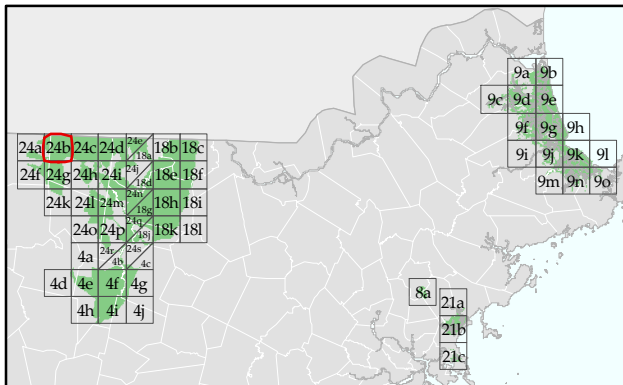 9a 9b
9c 9d 9e
9f 9g 9h
24a 24b 24c 24d 24e 18a 18b 18c
9i 9j 9k 9l
24f 24g 24h 24i 24j 18d 18e 18f
9m 9n 9o
24k 24l 24m 24n 18g 18h 18i
24o 24p 24q 18j 18k 18l
4a 24r 4b 24s 4c
4d 4e 4f 4g
8a 21a
4h 4i 4j
21b
21c